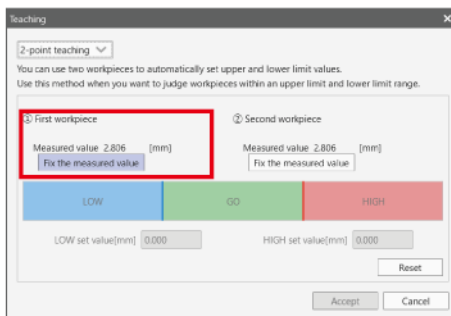 Teaching
2-point teaching
You can use two workpieces to automatically set upper and lower limit values.
Use this method when you want to judge workpieces within an upper limit and lower limit range.
① First workpiece
② Second workpiece
Measured value 2.806 [mm]
Measured value 2.806 [mm]
Fix the measured value
Fix the measured value
LOW
GO
HIGH
LOW set value[mm] 0.000
HIGH set value[mm] 0.000
Reset
Accept
Cancel